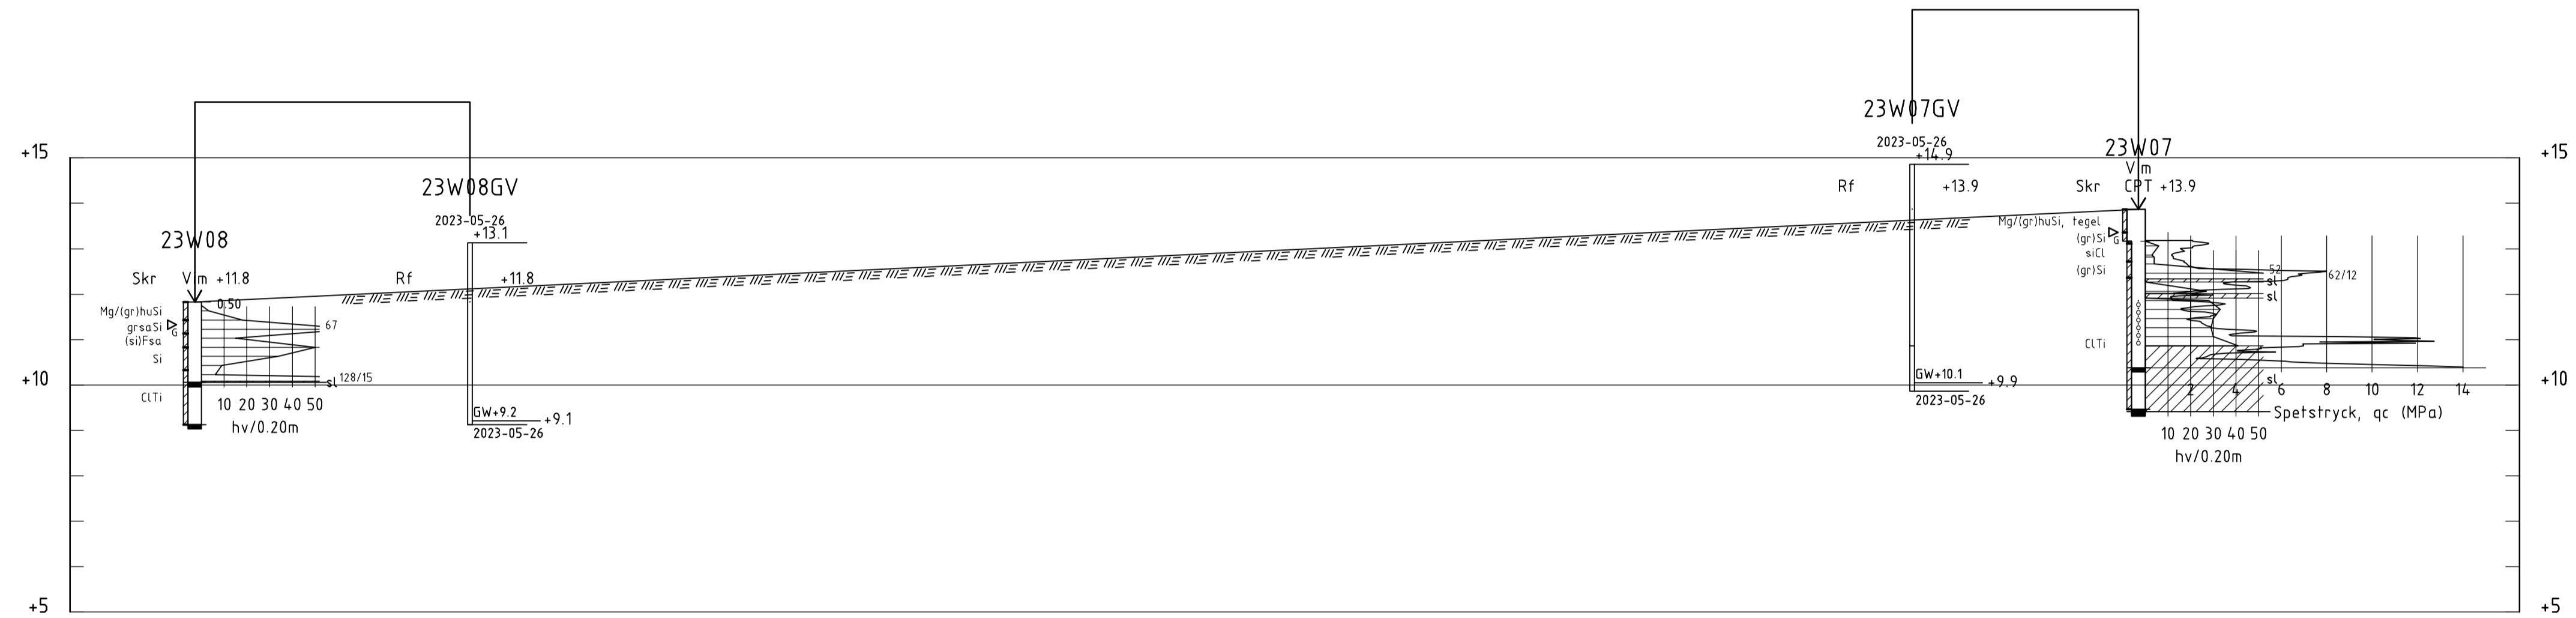 23W07GV
2023-05-26
+14.9
23W07
Vim
+15
+15
Rf
+13.9
Skr
CPT +13.9
23W08GV
2023-05-26
+13.1
23W08
Skr
Vim +11.8
Rf
+11.8
0.50
Mg/(gr)huSi
grsaSi
G
(si)Fsa
Si
ClTi
67
sl
128/15
10 20 30 40 50
hv/0.20m
GW+9.2
+9.1
2023-05-26
Mg/(gr)huSi, tegel
(gr)Si
G
siCl
(gr)Si
ClTi
52
62/12
sl
sl
sl
+10
+10
GW+10.1
+9.9
2023-05-26
2 4 6 8 10 12 14
Spetstryck, qc (MPa)
10 20 30 40 50
hv/0.20m
+5
+5